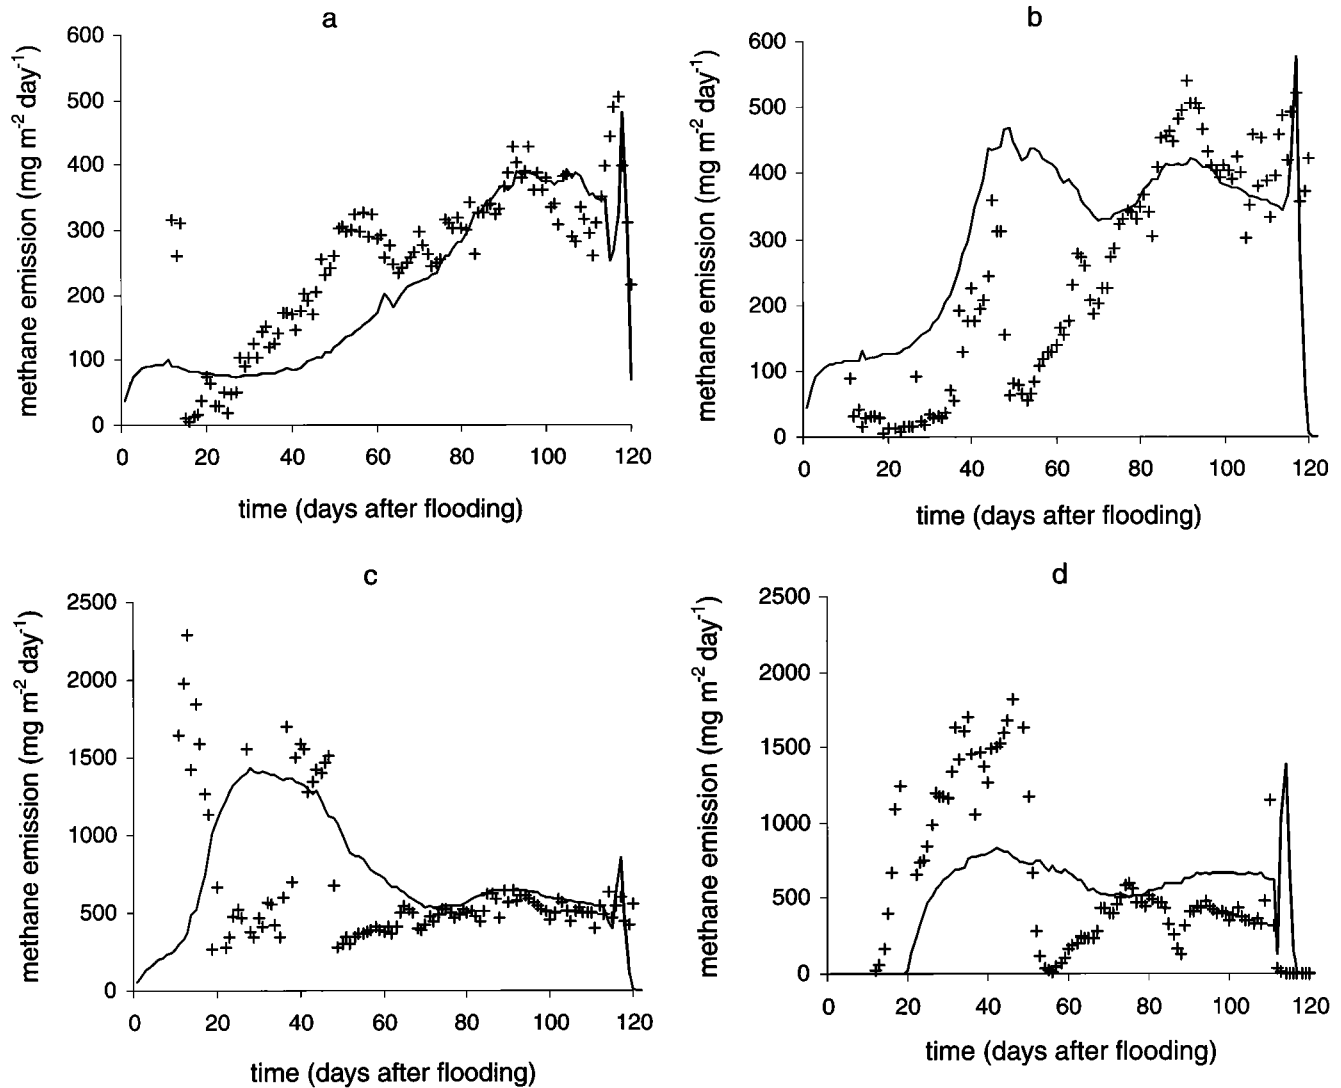 a
methane emission (mg m⁻² day⁻¹)
600
500
400
300
200
100
0
0 20 40 60 80 100 120
time (days after flooding)
b
methane emission (mg m⁻² day⁻¹)
600
500
400
300
200
100
0
0 20 40 60 80 100 120
time (days after flooding)
c
methane emission (mg m⁻² day⁻¹)
2500
2000
1500
1000
500
0
0 20 40 60 80 100 120
time (days after flooding)
d
methane emission (mg m⁻² day⁻¹)
2500
2000
1500
1000
500
0
0 20 40 60 80 100 120
time (days after flooding)